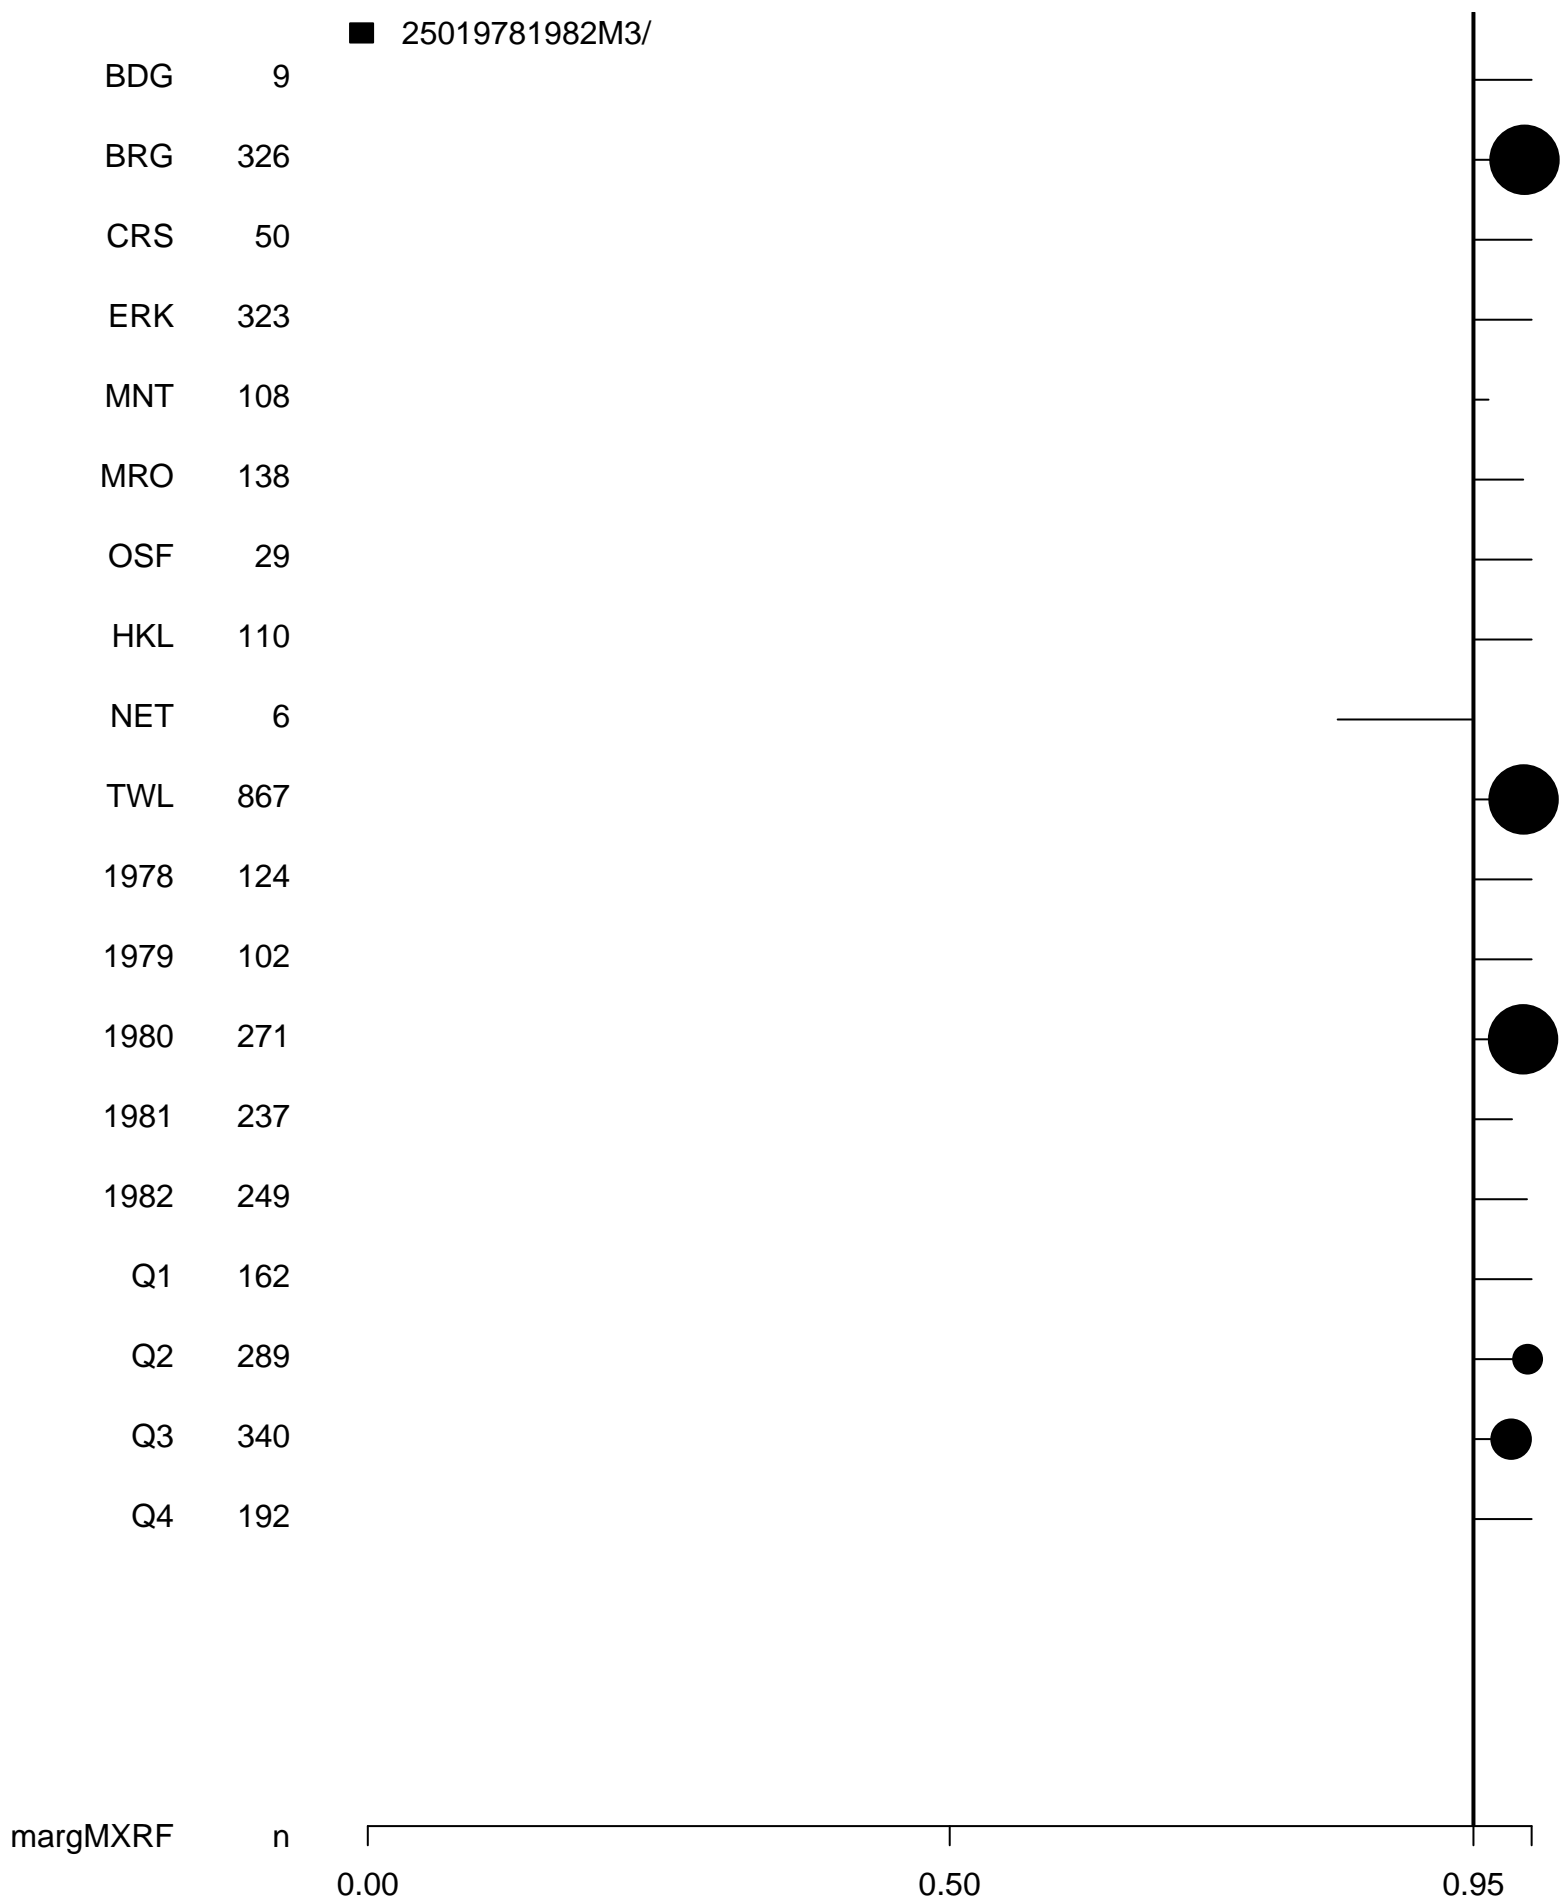 25019781982M3/
BDG 9
BRG 326
CRS 50
ERK 323
MNT 108
MRO 138
OSF 29
HKL 110
NET 6
TWL 867
1978 124
1979 102
1980 271
1981 237
1982 249
Q1 162
Q2 289
Q3 340
Q4 192
margMXRF n
0.00 0.50 0.95